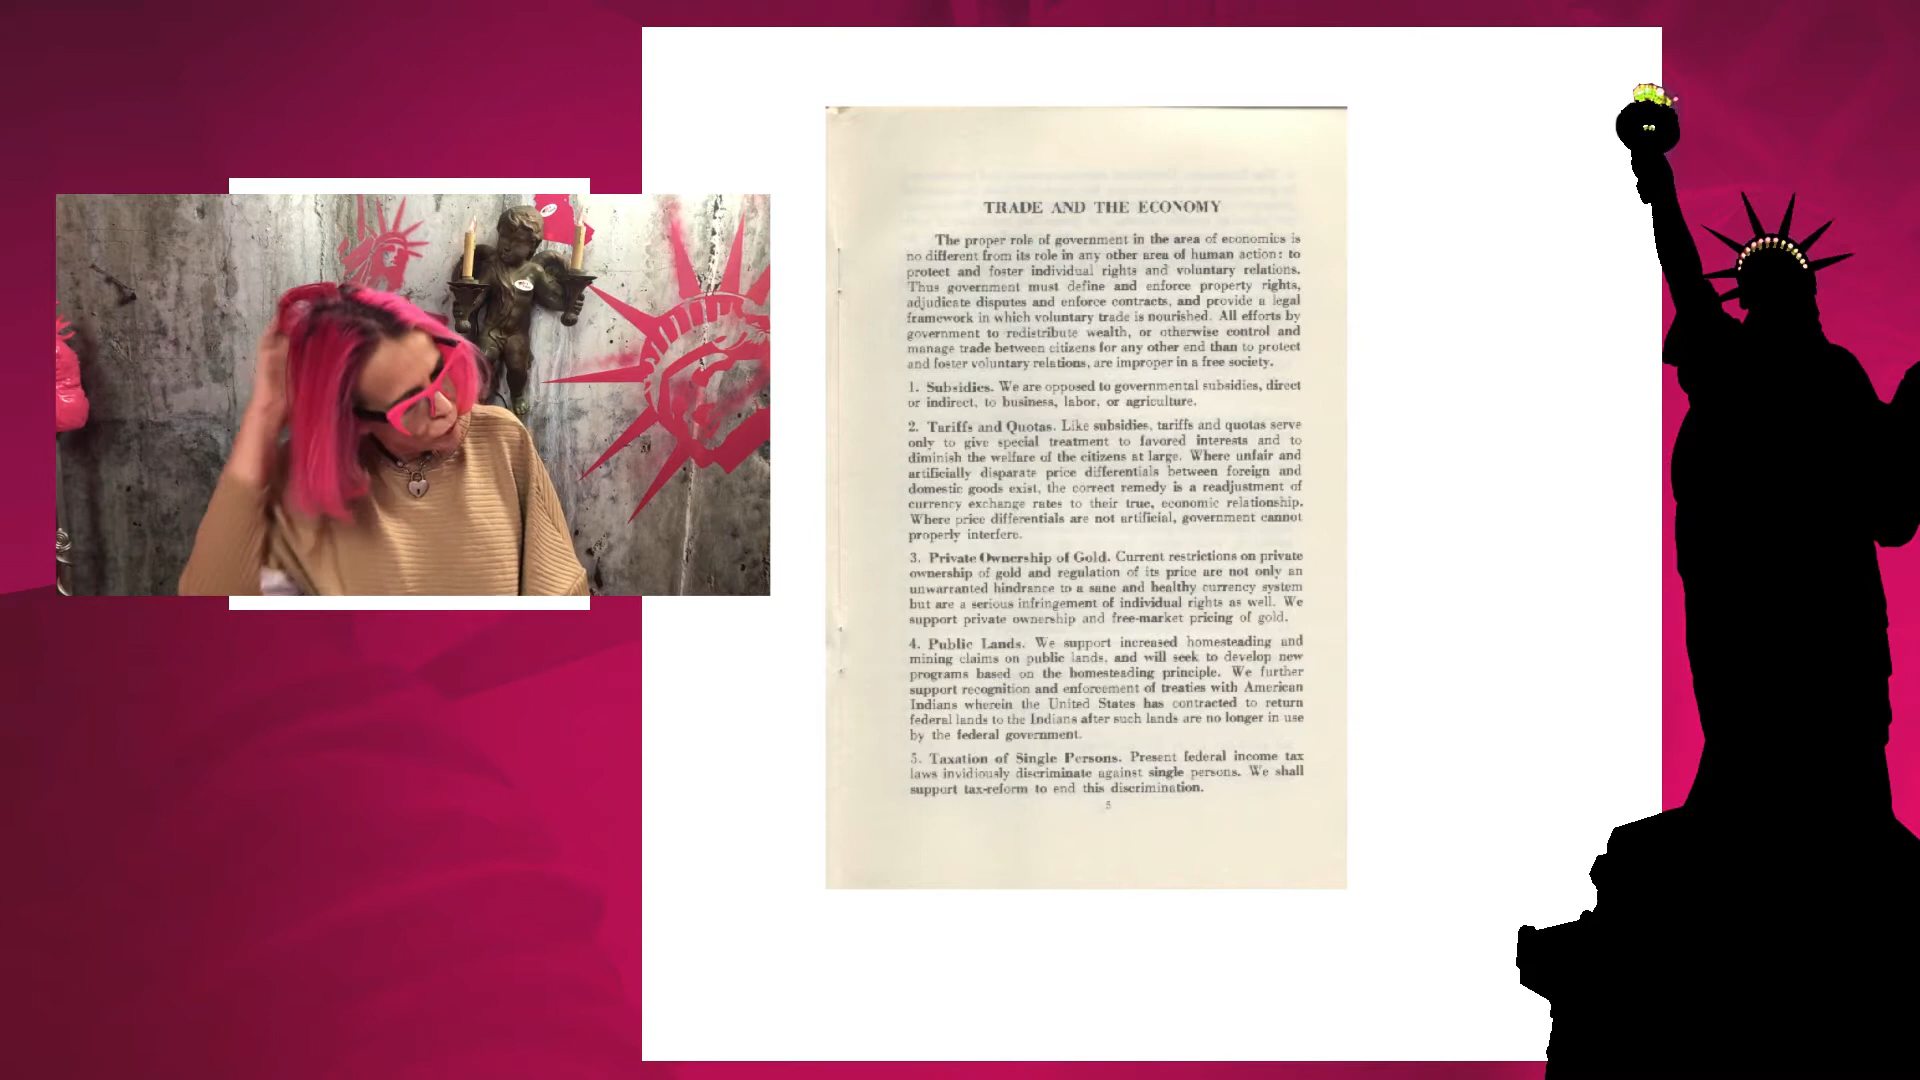 TRADE AND THE ECONOMY
The proper role of government in the area of economics is
no different from its role in any other area of human action: to
protect and foster individual rights and voluntary relations.
Thus government must define and enforce property rights,
adjudicate disputes and enforce contracts, and provide a legal
framework in which voluntary trade is nourished. All efforts by
government to redistribute wealth, or otherwise control and
manage trade between citizens for any other end than to protect
and foster voluntary relations, are improper in a free society.
1. Subsidies. We are opposed to governmental subsidies, direct
or indirect, to business, labor, or agriculture.
2. Tariffs and Quotas. Like subsidies, tariffs and quotas serve
only to give special treatment to favored interests and to
diminish the welfare of the citizens at large. Where unfair and
artificially disparate price differentials between foreign and
domestic goods exist, the correct remedy is a readjustment of
currency exchange rates to their true, economic relationship.
Where price differentials are not artificial, government cannot
properly interfere.
3. Private Ownership of Gold. Current restrictions on private
ownership of gold and regulation of its price are not only an
unwarranted hindrance to a sane and healthy currency system
but are a serious infringement of individual rights as well. We
support private ownership and free-market pricing of gold.
4. Public Lands. We support increased homesteading and
mining claims on public lands, and will seek to develop new
programs based on the homesteading principle. We further
support recognition and enforcement of treaties with American
Indians wherein the United States has contracted to return
federal lands to the Indians after such lands are no longer in use
by the federal government.
5. Taxation of Single Persons. Present federal income tax
laws invidiously discriminate against single persons. We shall
support tax-reform to end this discrimination.
5